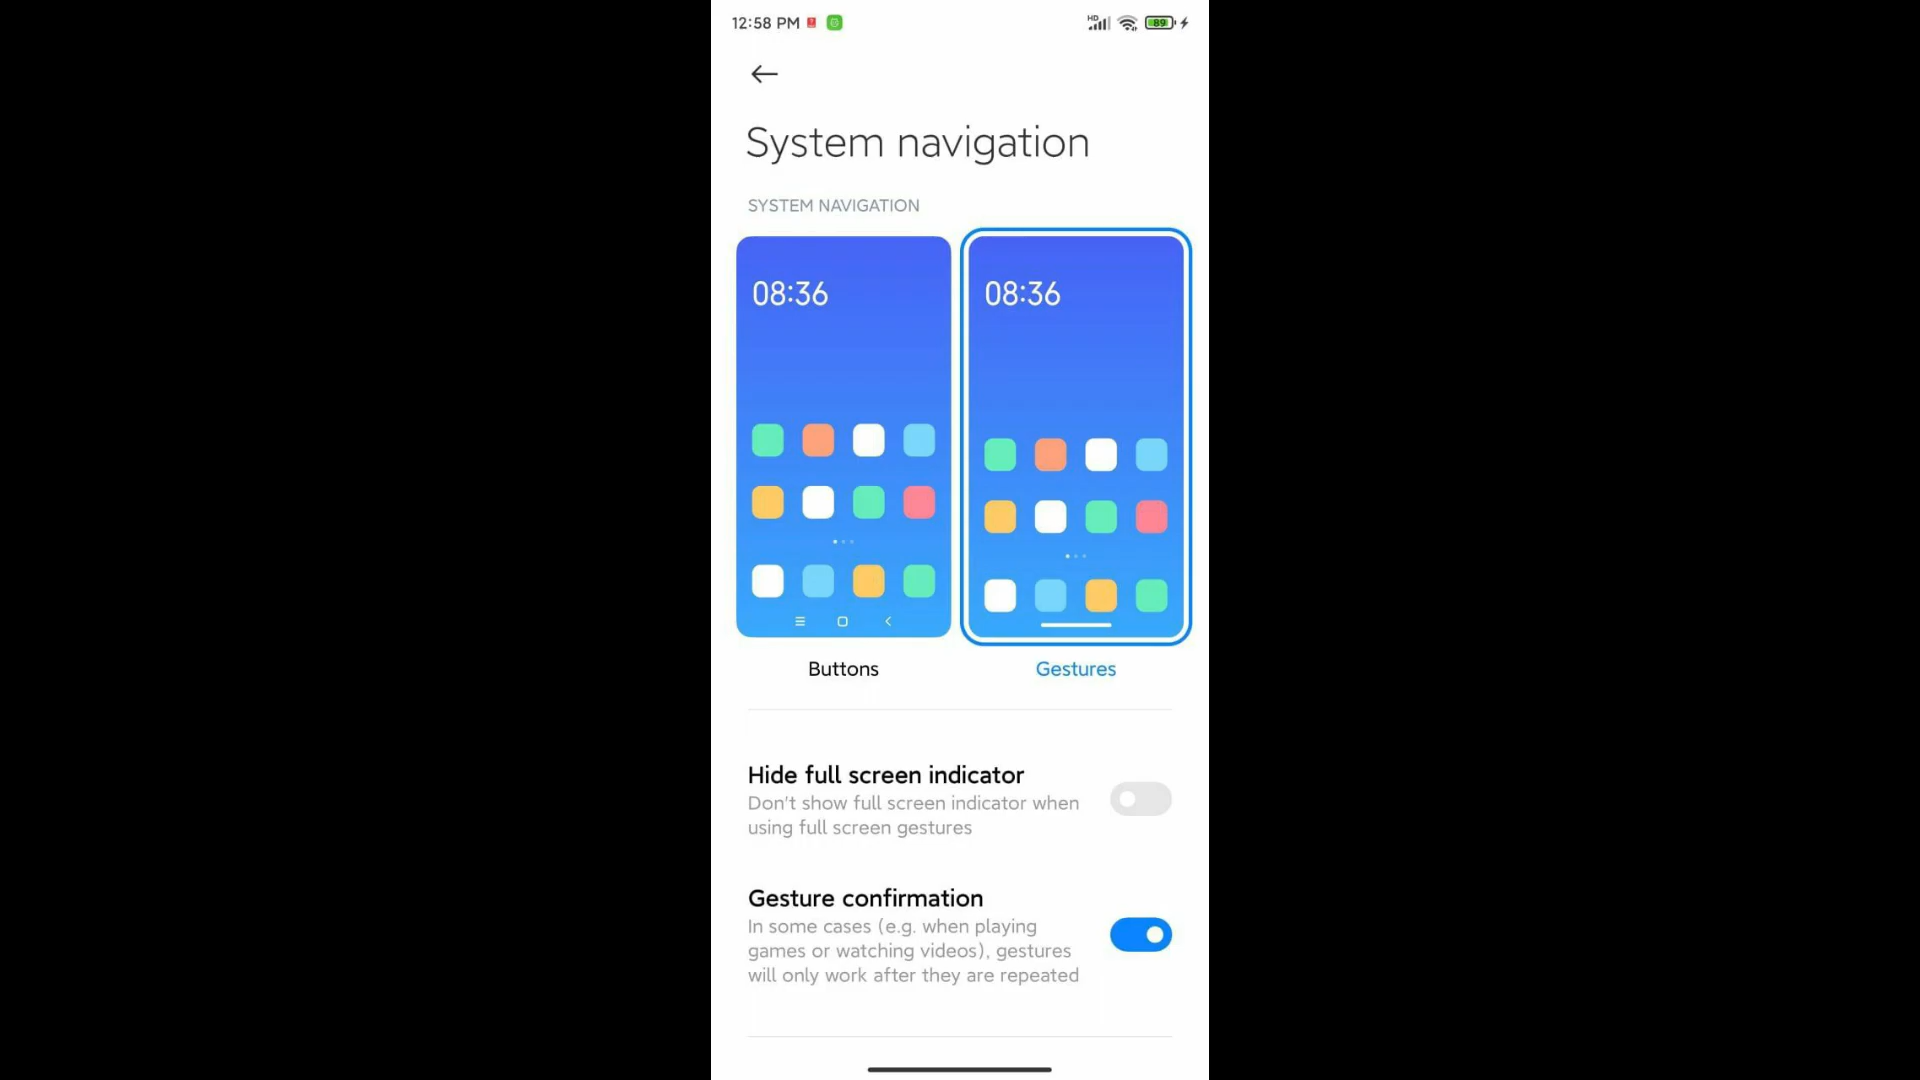 12:58 PM
HD
89
System navigation
SYSTEM NAVIGATION
08:36
08:36
Buttons
Gestures
Hide full screen indicator
Don't show full screen indicator when
using full screen gestures
Gesture confirmation
In some cases (e.g. when playing
games or watching videos), gestures
will only work after they are repeated